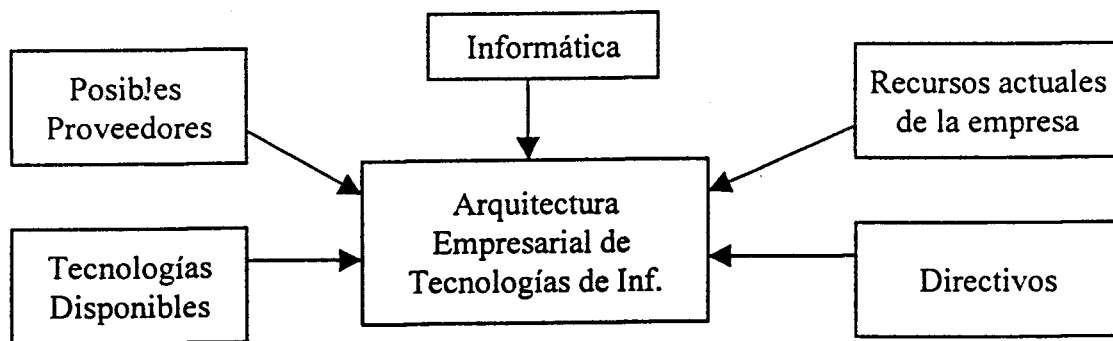 Informática
Posibles
Proveedores
Recursos actuales
de la empresa
Arquitectura
Empresarial de
Tecnologías de Inf.
Tecnologías
Disponibles
Directivos